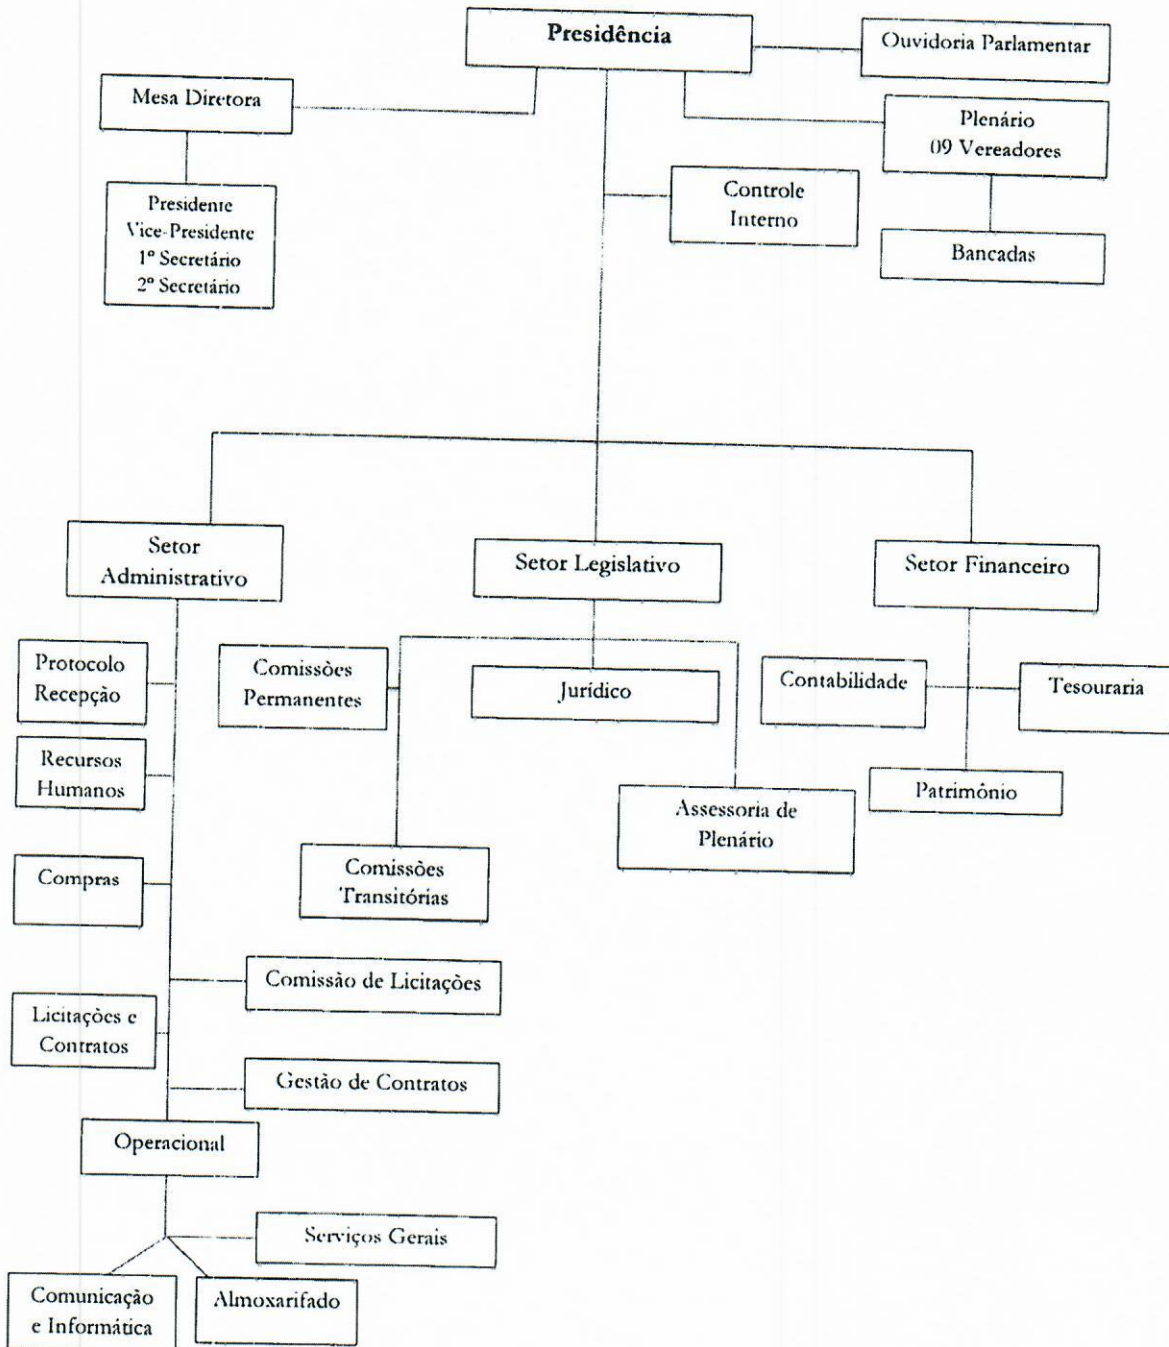 Presidência
Ouvidoria Parlamentar
Mesa Diretora
Plenário
09 Vereadores
Presidente
Vice-Presidente
1º Secretário
2º Secretário
Controle
Interno
Bancadas
Setor
Administrativo
Setor Legislativo
Setor Financeiro
Protocolo
Recepção
Comissões
Permanentes
Jurídico
Contabilidade
Tesouraria
Recursos
Humanos
Assessoria de
Plenário
Patrimônio
Compras
Comissões
Transitórias
Comissão de Licitações
Licitações e
Contratos
Gestão de Contratos
Operacional
Serviços Gerais
Comunicação
e Informática
Almoxarifado